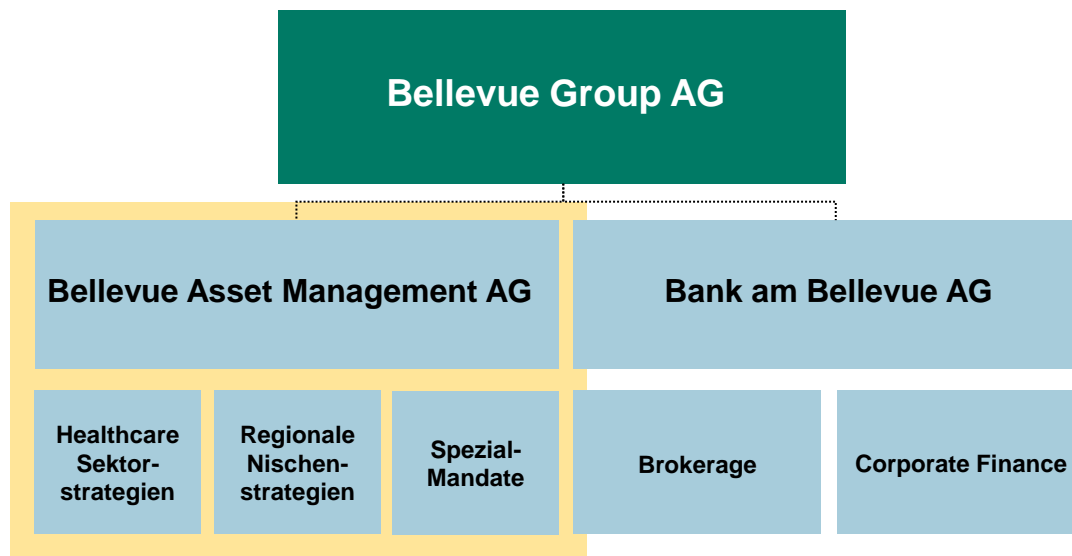 Bellevue Group AG
Bellevue Asset Management AG
Bank am Bellevue AG
Healthcare
Sektor-
strategien
Regionale
Nischen-
strategien
Spezial-
Mandate
Brokerage
Corporate Finance